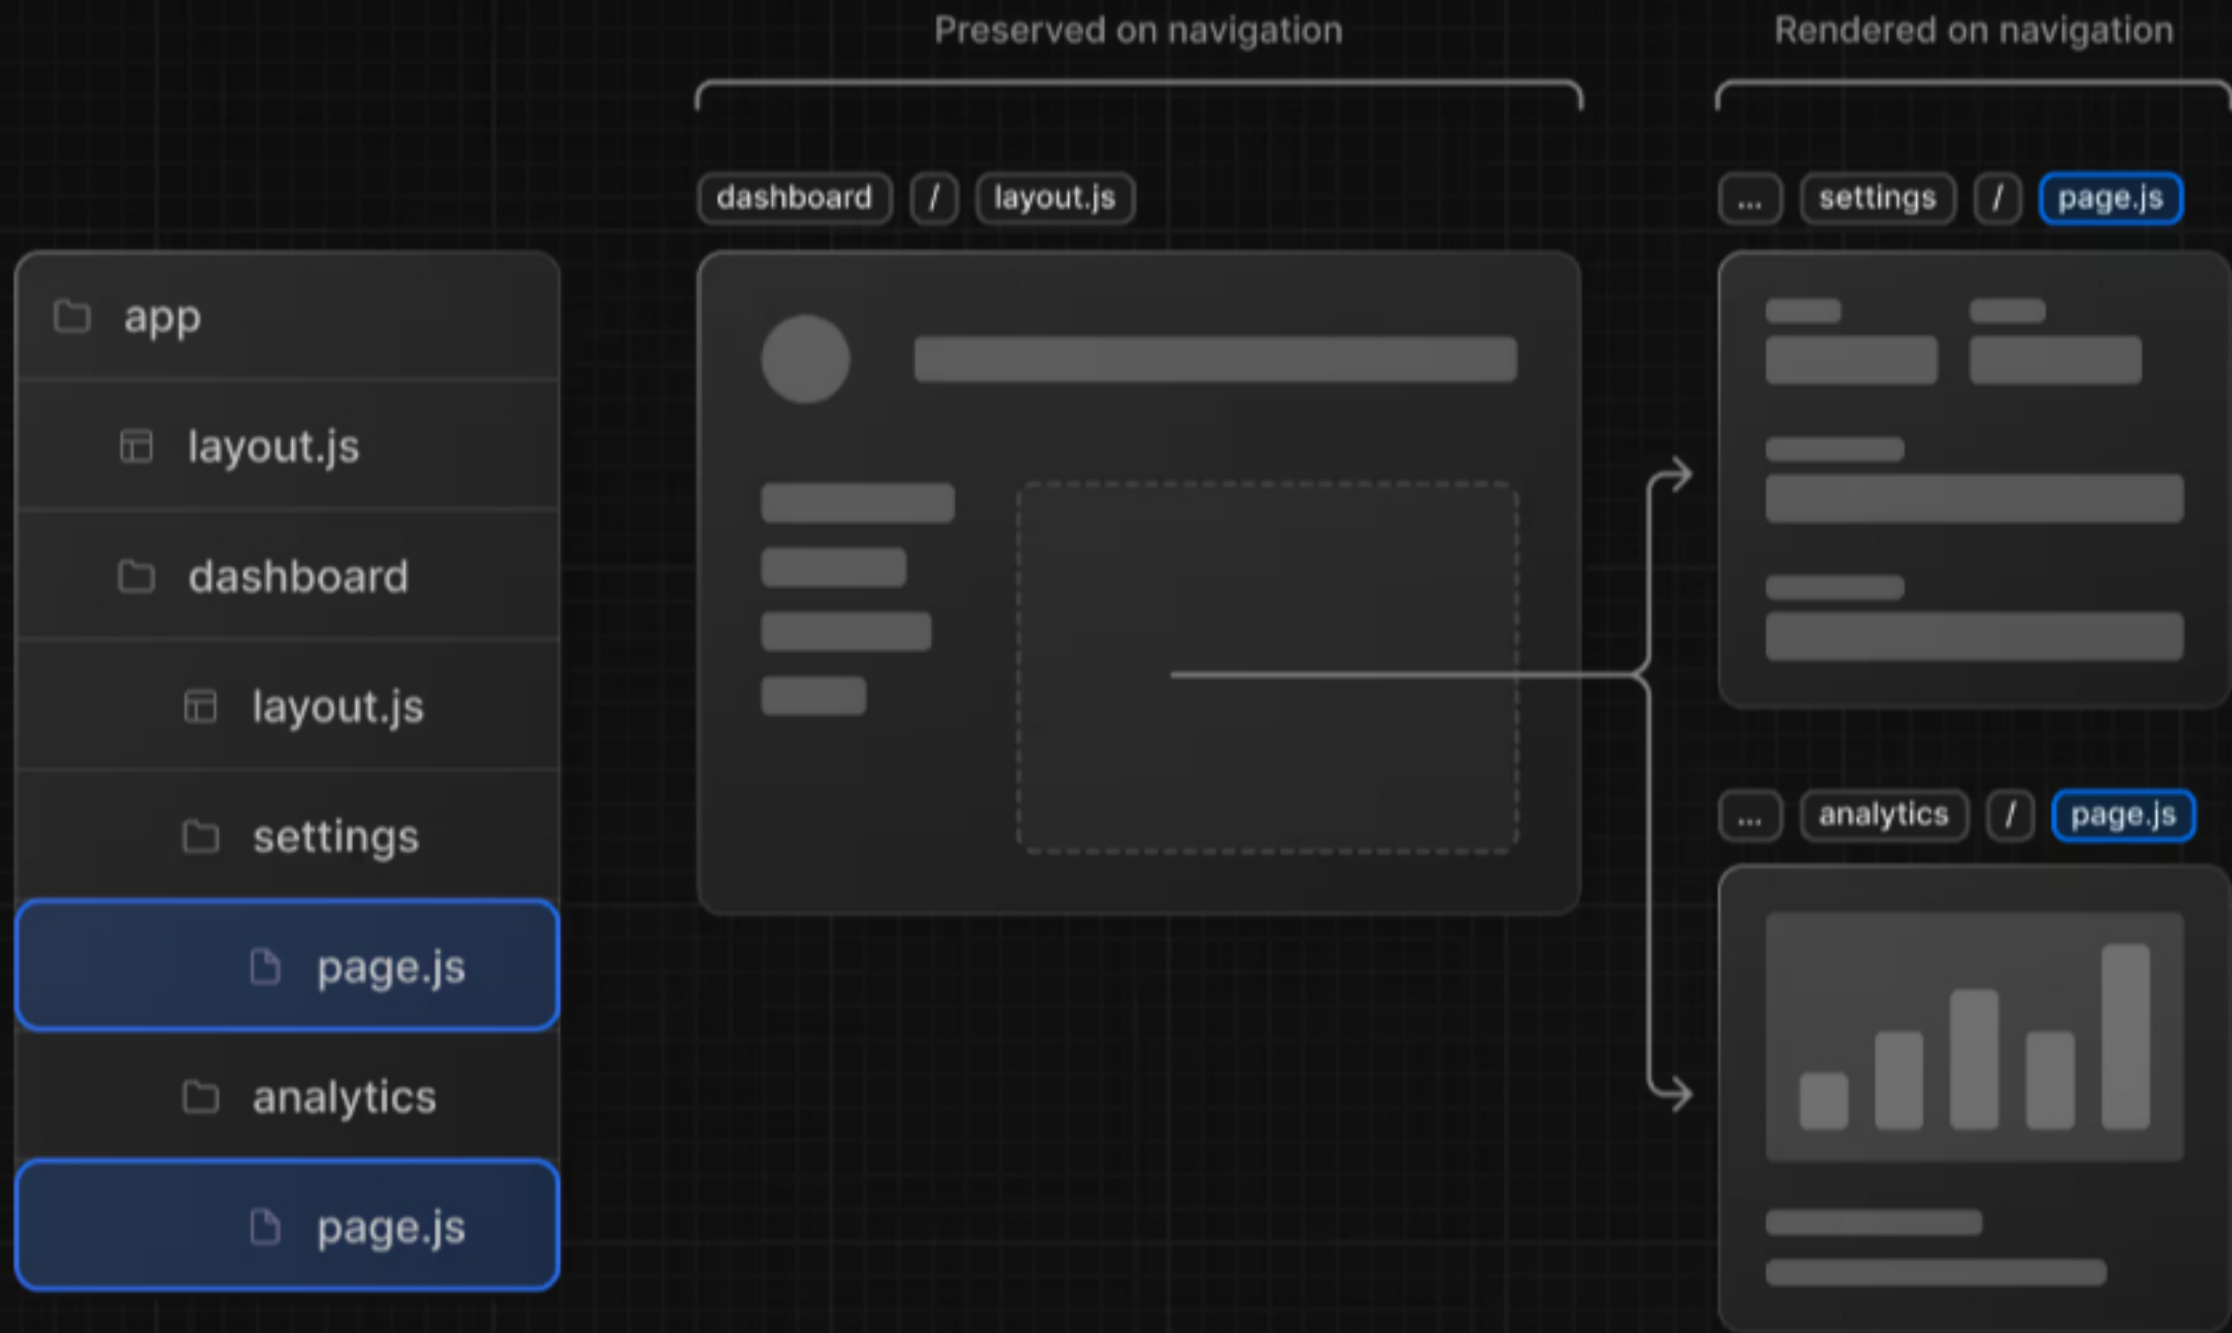 Preserved on navigation
Rendered on navigation
dashboard / layout.js
... settings / page.js
app
layout.js
dashboard
layout.js
settings
page.js
analytics
page.js
... analytics / page.js